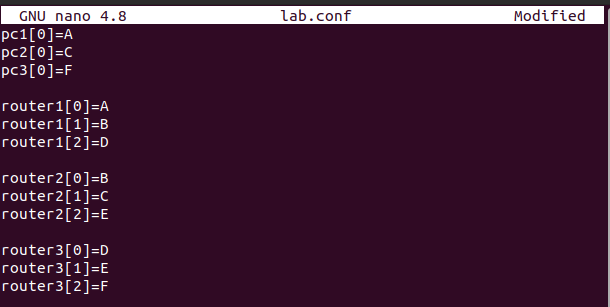 GNU nano 4.8 lab.conf Modified
pc1[0]=A
pc2[0]=C
pc3[0]=F
router1[0]=A
router1[1]=B
router1[2]=D
router2[0]=B
router2[1]=C
router2[2]=E
router3[0]=D
router3[1]=E
router3[2]=F